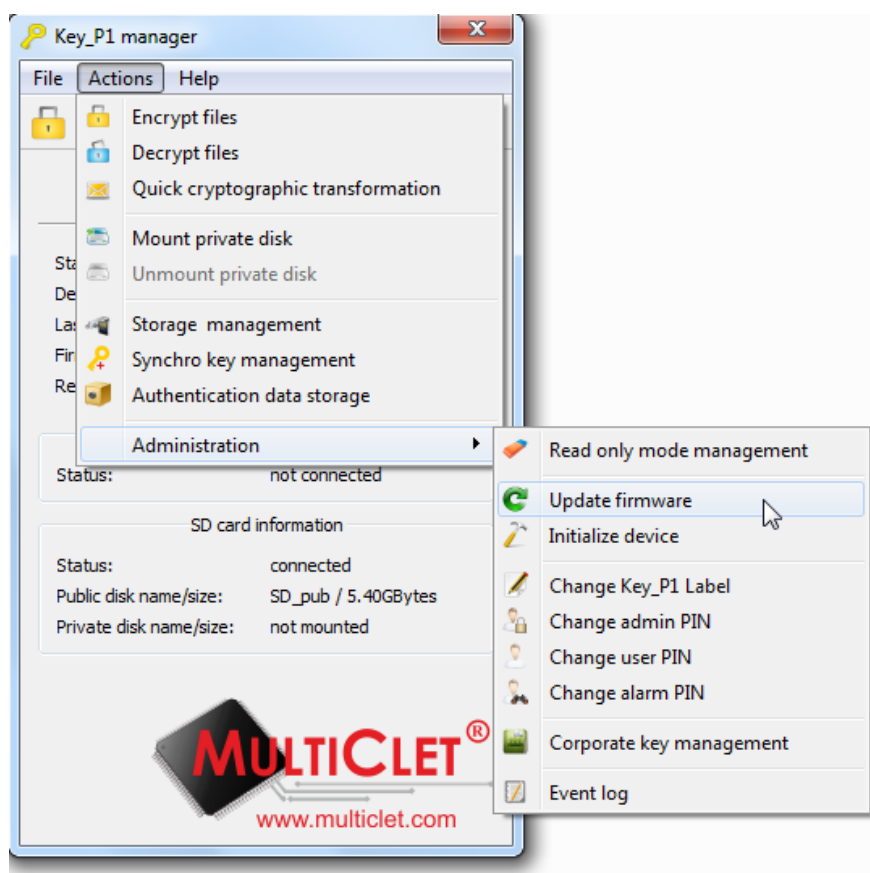 Key_P1 manager
File Actions Help
Encrypt files
Decrypt files
Quick cryptographic transformation
Mount private disk
Unmount private disk
Storage management
Synchro key management
Authentication data storage
Administration
Read only mode management
Update firmware
Initialize device
Change Key_P1 Label
Change admin PIN
Change user PIN
Change alarm PIN
Corporate key management
Event log
Status: not connected
SD card information
Status: connected
Public disk name/size: SD_pub / 5.40GBytes
Private disk name/size: not mounted
MULTICLET®
www.multiclet.com